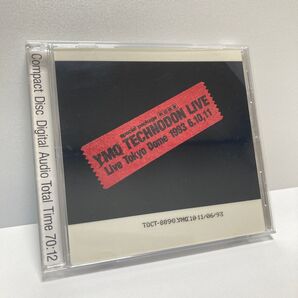 Compact Disc Digital Audio Total Time 70:12
special package
YMO TECHNODON LIVE
Live Tokyo Dome 1993 6.10,11
TOCT-8890 YMO 10-11/06/93